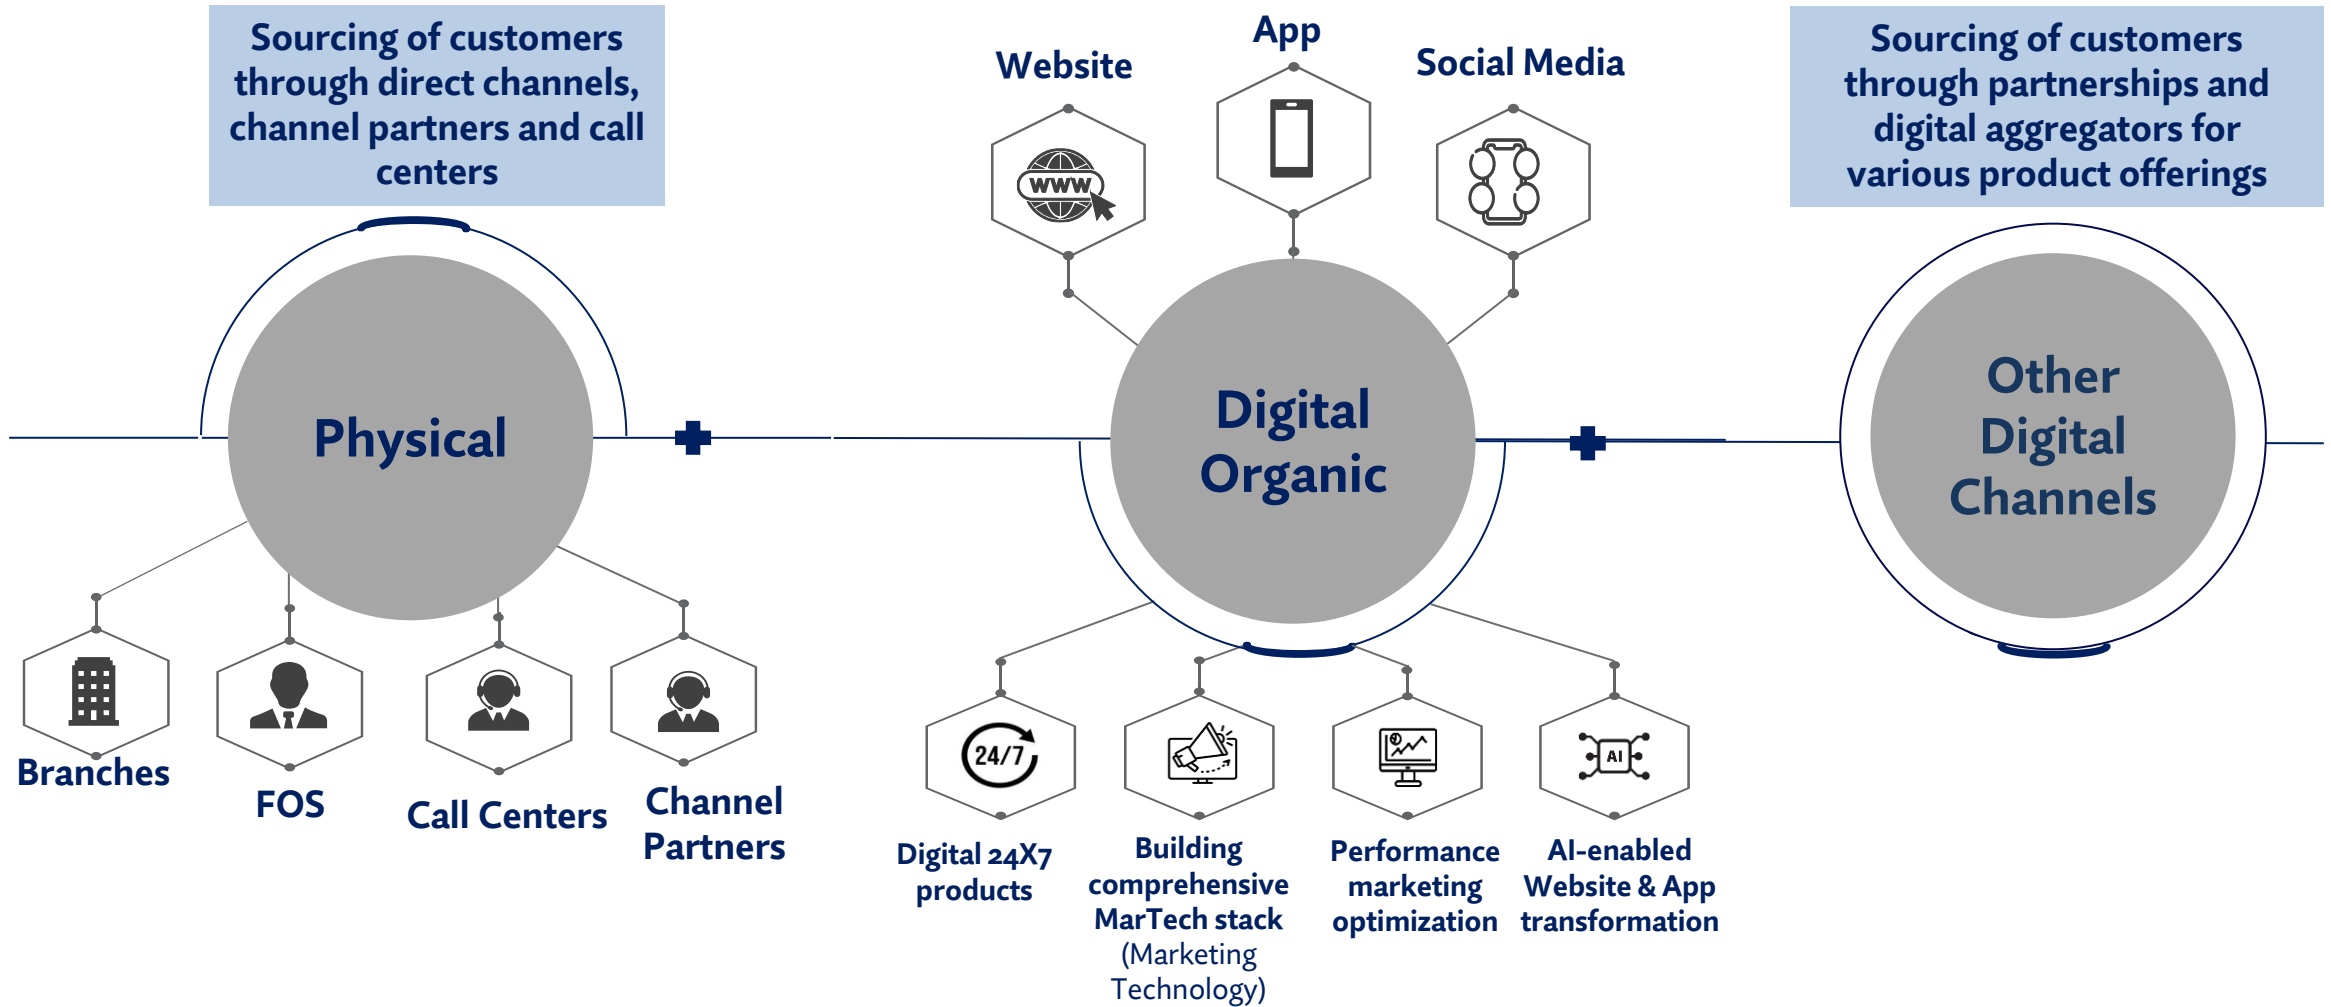 Sourcing of customers
through direct channels,
channel partners and call
centers
Physical
Branches
FOS
Call Centers
Channel
Partners
Website
App
Social Media
WWW
Digital
Organic
24/7
AI
Digital 24X7
products
Building
comprehensive
MarTech stack
(Marketing
Technology)
Performance
marketing
optimization
AI-enabled
Website & App
transformation
Sourcing of customers
through partnerships and
digital aggregators for
various product offerings
Other
Digital
Channels